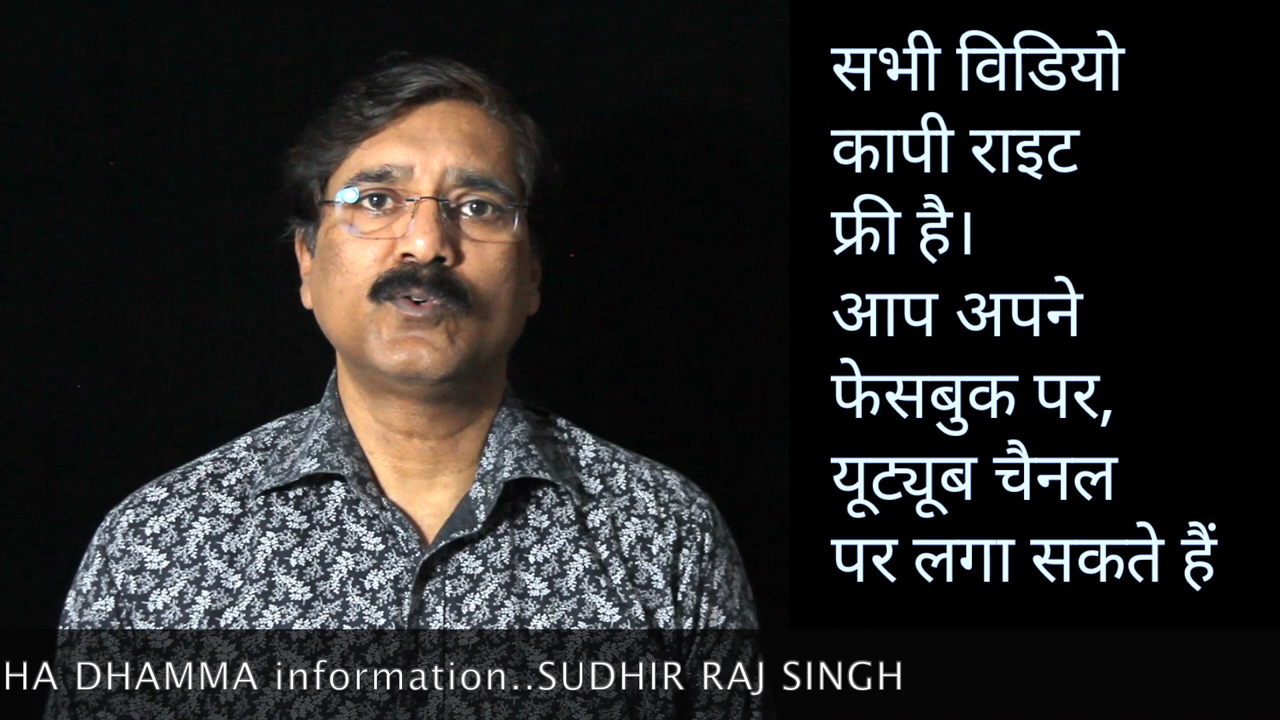 सभी विडियो
कापी राइट
फ्री है।
आप अपने
फेसबुक पर,
यूट्यूब चैनल
पर लगा सकते हैं
HA DHAMMA information..SUDHIR RAJ SINGH